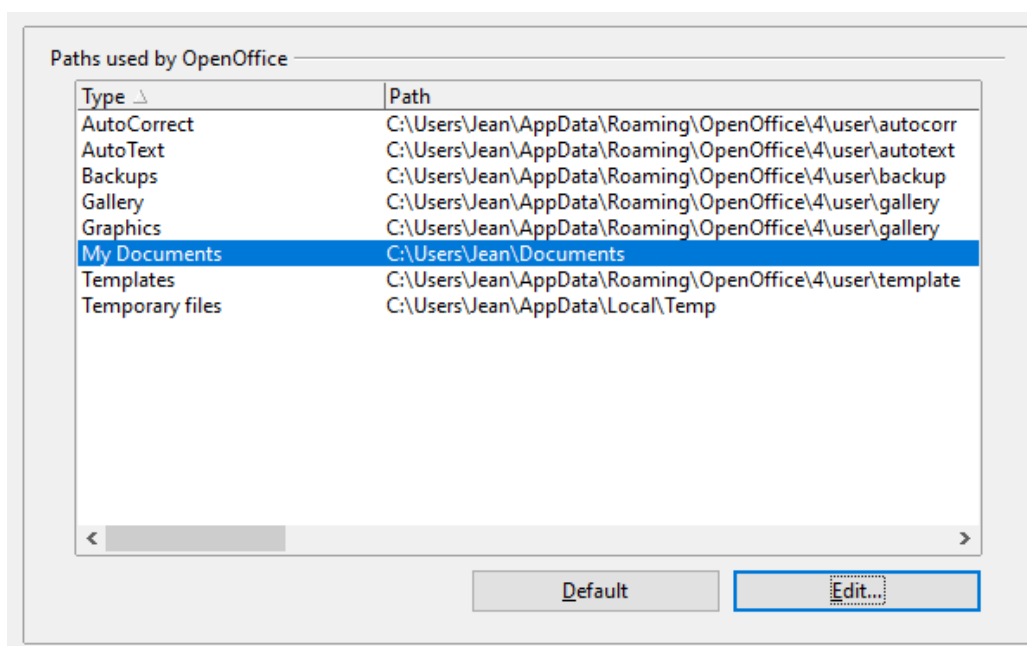 Paths used by OpenOffice
Type Path
AutoCorrect C:\Users\Jean\AppData\Roaming\OpenOffice\4\user\autocorr
AutoText C:\Users\Jean\AppData\Roaming\OpenOffice\4\user\autotext
Backups C:\Users\Jean\AppData\Roaming\OpenOffice\4\user\backup
Gallery C:\Users\Jean\AppData\Roaming\OpenOffice\4\user\gallery
Graphics C:\Users\Jean\AppData\Roaming\OpenOffice\4\user\gallery
My Documents C:\Users\Jean\Documents
Templates C:\Users\Jean\AppData\Roaming\OpenOffice\4\user\template
Temporary files C:\Users\Jean\AppData\Local\Temp
Default Edit...